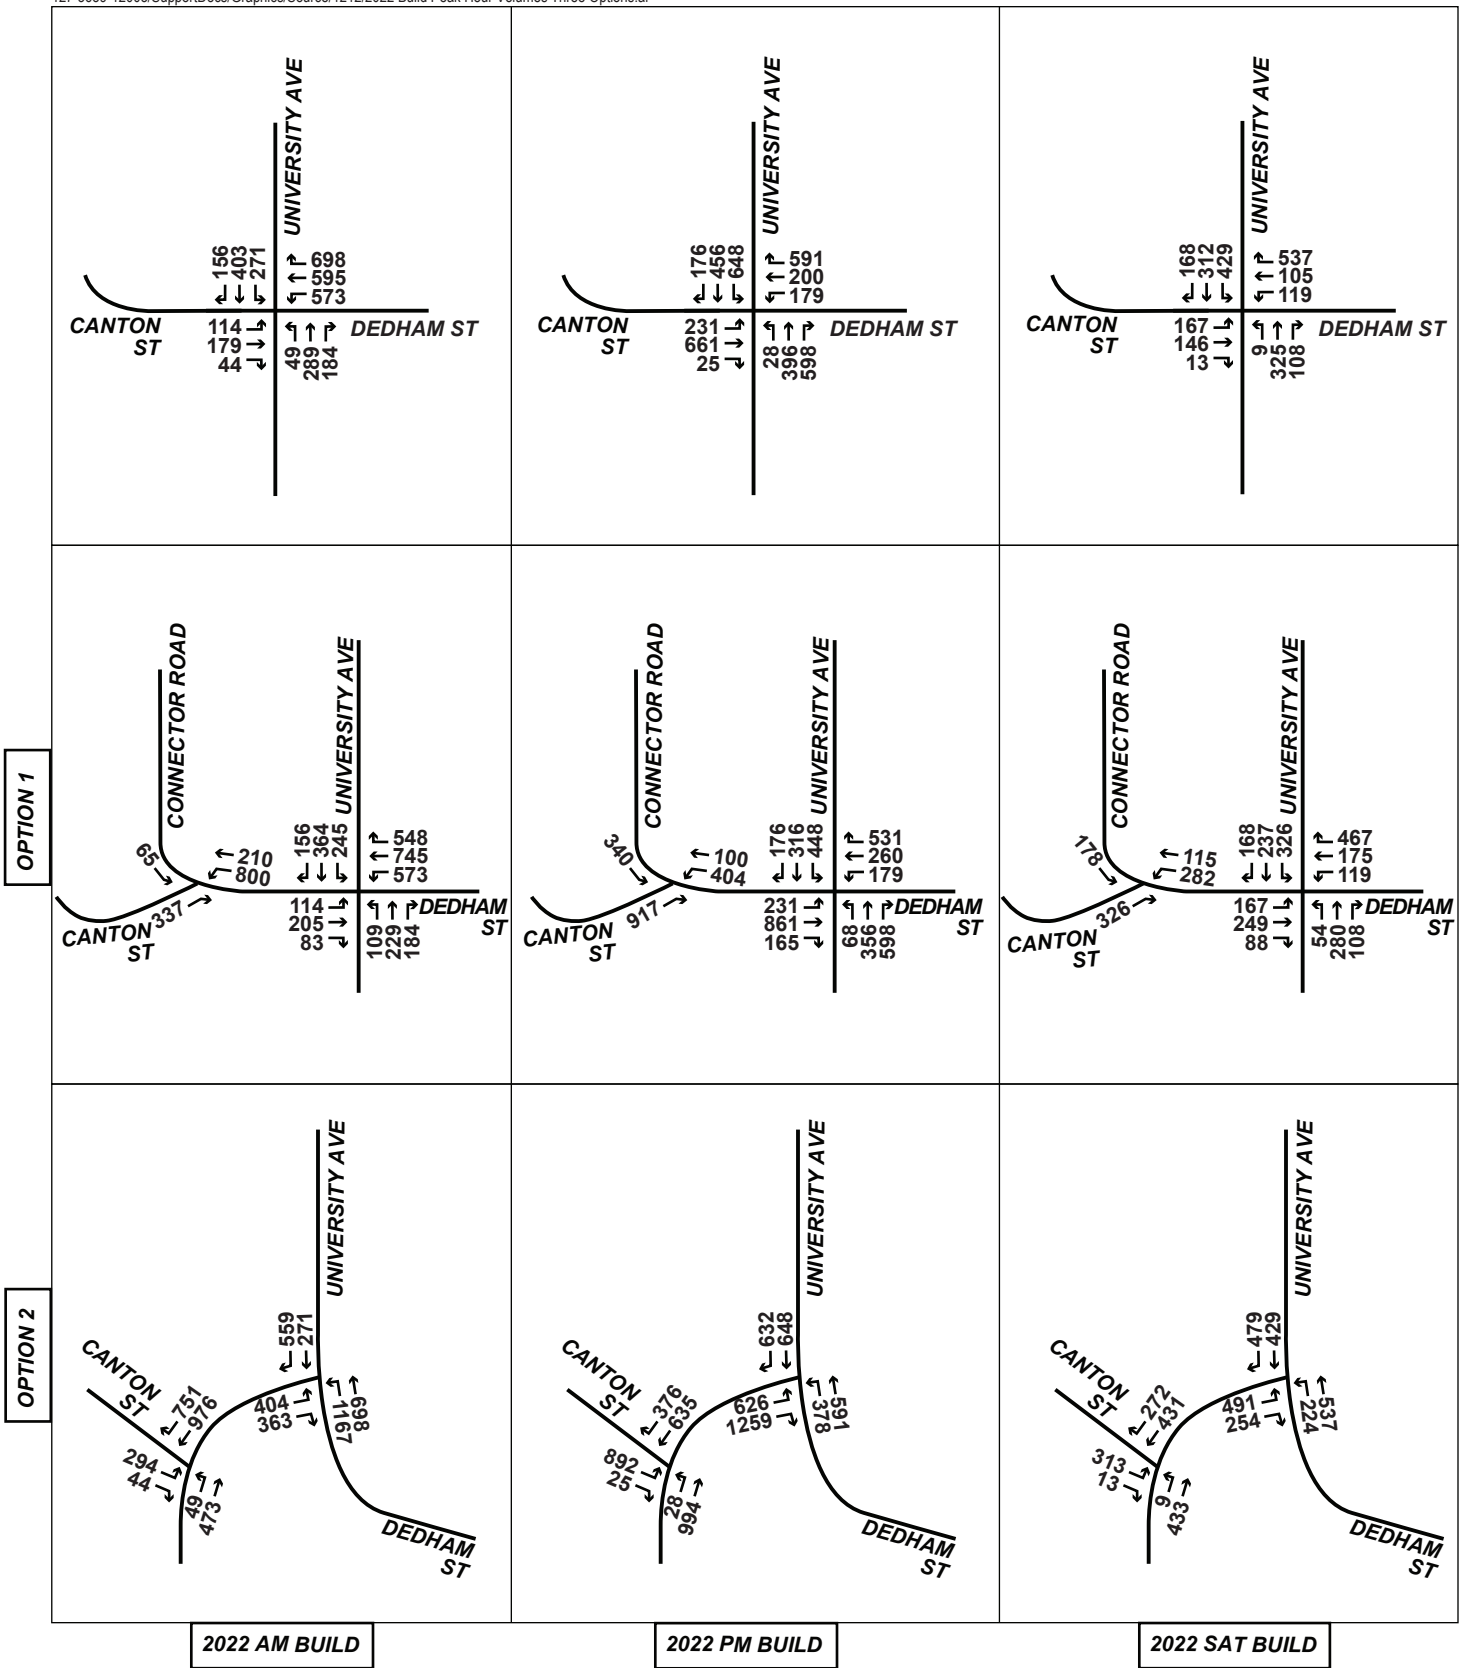 UNIVERSITY AVE
156
403
271
698
595
573
CANTON
ST
DEDHAM ST
114
179
44
49
289
184
UNIVERSITY AVE
176
456
648
591
200
179
CANTON
ST
DEDHAM ST
231
661
25
28
396
598
UNIVERSITY AVE
168
312
429
537
105
119
CANTON
ST
DEDHAM ST
167
146
13
9
325
108
OPTION 1
CONNECTOR ROAD
UNIVERSITY AVE
65
210
800
337
156
364
245
548
745
573
CANTON
ST
114
205
83
109
229
184
DEDHAM
ST
CONNECTOR ROAD
UNIVERSITY AVE
340
100
404
917
176
316
448
531
260
179
CANTON
ST
231
861
165
68
356
598
DEDHAM
ST
CONNECTOR ROAD
UNIVERSITY AVE
178
115
282
326
168
237
326
467
175
119
CANTON
ST
167
249
88
54
280
108
DEDHAM
ST
OPTION 2
UNIVERSITY AVE
559
271
CANTON
ST
751
976
404
363
698
1167
294
44
49
473
DEDHAM
ST
UNIVERSITY AVE
632
648
CANTON
ST
376
635
626
1259
591
378
892
25
28
994
DEDHAM
ST
UNIVERSITY AVE
479
429
CANTON
ST
272
431
491
254
537
224
313
13
9
433
DEDHAM
ST
2022 AM BUILD
2022 PM BUILD
2022 SAT BUILD